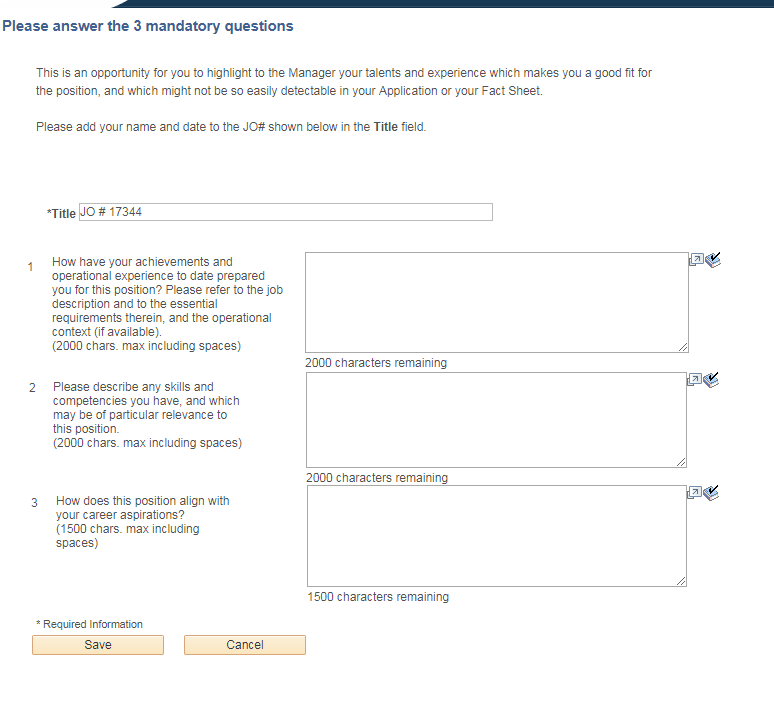 Please answer the 3 mandatory questions
This is an opportunity for you to highlight to the Manager your talents and experience which makes you a good fit for
the position, and which might not be so easily detectable in your Application or your Fact Sheet.
Please add your name and date to the JO# shown below in the Title field.
*Title JO # 17344
1 How have your achievements and
operational experience to date prepared
you for this position? Please refer to the job
description and to the essential
requirements therein, and the operational
context (if available).
(2000 chars. max including spaces)
2000 characters remaining
2 Please describe any skills and
competencies you have, and which
may be of particular relevance to
this position.
(2000 chars. max including spaces)
2000 characters remaining
3 How does this position align with
your career aspirations?
(1500 chars. max including
spaces)
1500 characters remaining
* Required Information
Save Cancel